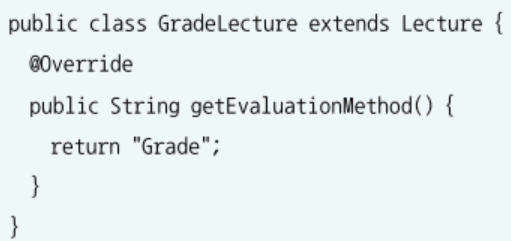 public class GradeLecture extends Lecture {
  @Override
  public String getEvaluationMethod() {
    return "Grade";
  }
}